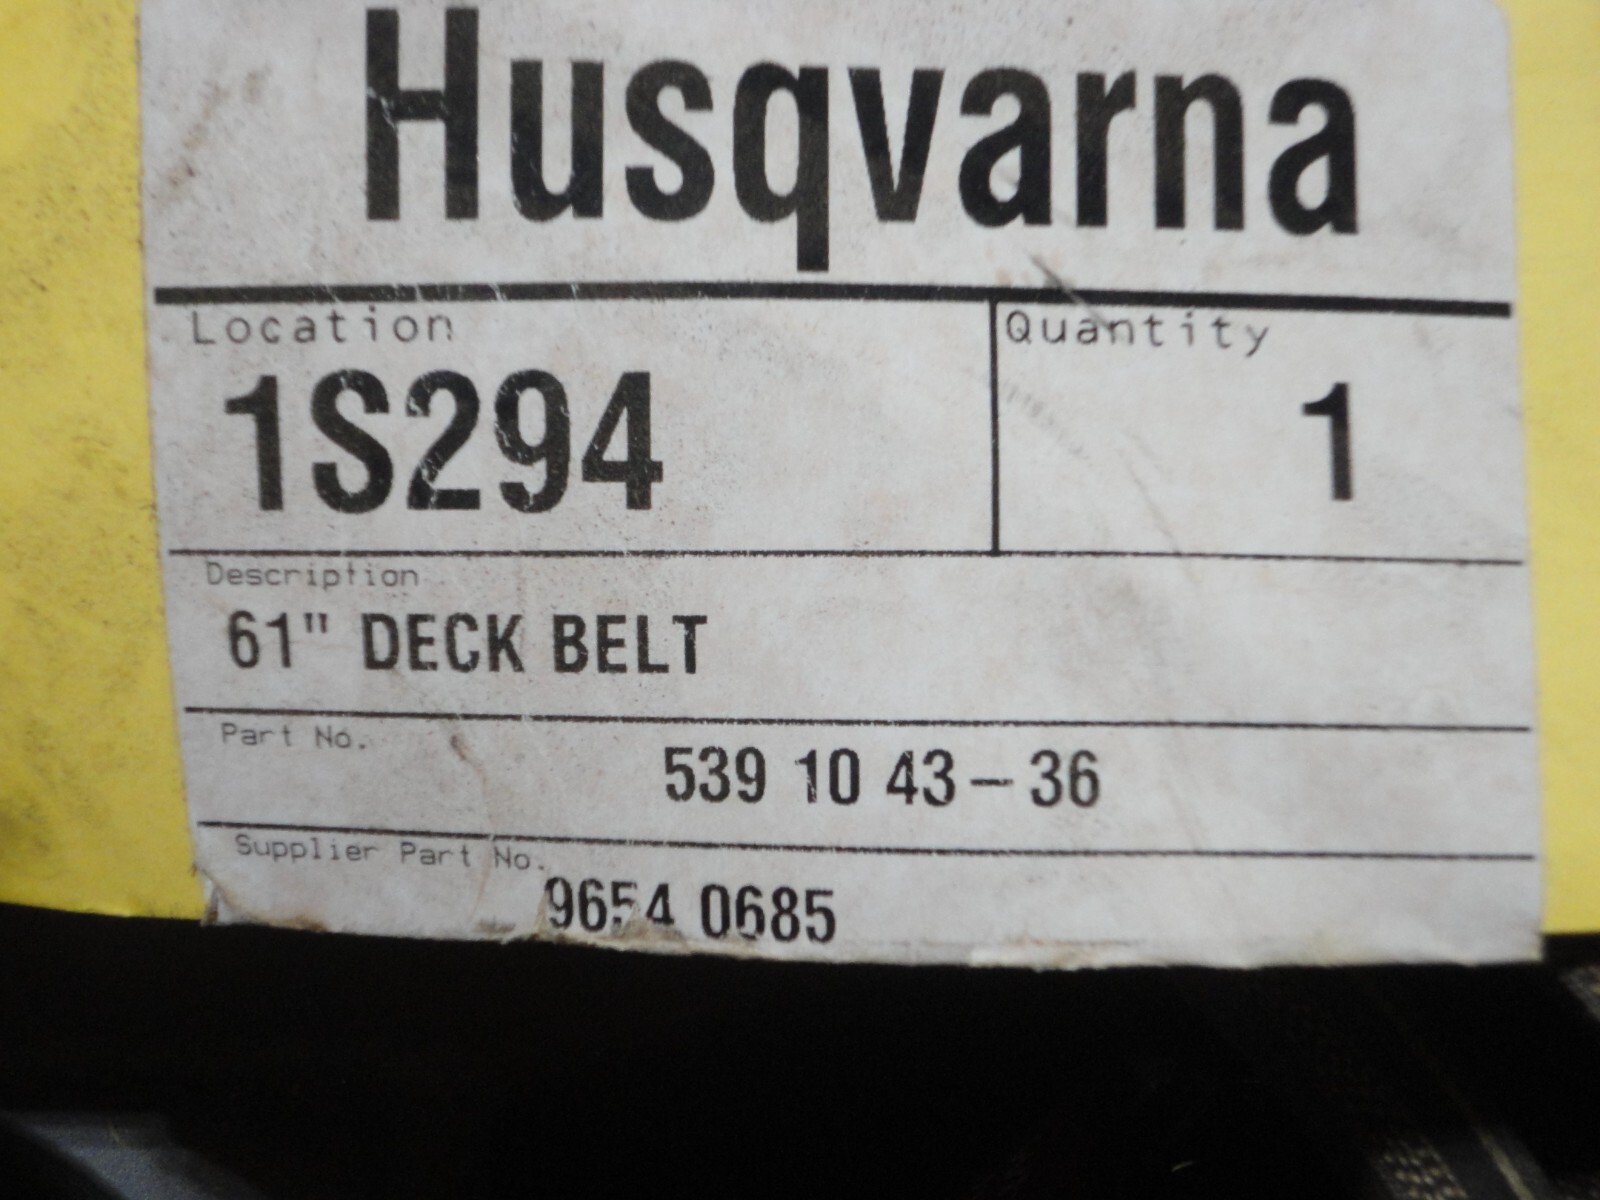 Husqvarna
Location Quantity
1S294 1
Description
61" DECK BELT
Part No.
539 10 43-36
Supplier Part No.
9654 0685